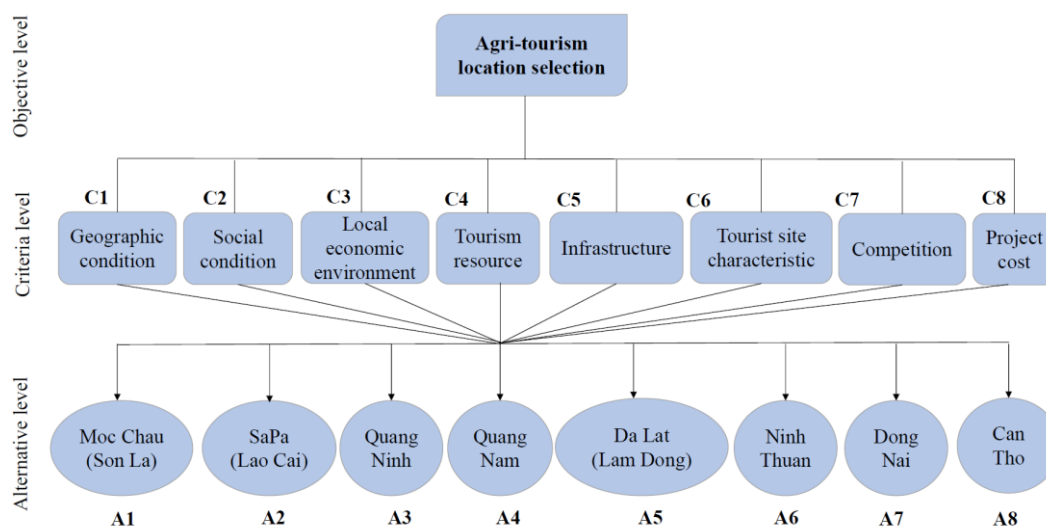 Objective level
Agri-tourism
location selection
Criteria level
C1
C2
C3
C4
C5
C6
C7
C8
Geographic
condition
Social
condition
Local
economic
environment
Tourism
resource
Infrastructure
Tourist site
characteristic
Competition
Project
cost
Alternative level
Moc Chau
(Son La)
SaPa
(Lao Cai)
Quang
Ninh
Quang
Nam
Da Lat
(Lam Dong)
Ninh
Thuan
Dong
Nai
Can
Tho
A1
A2
A3
A4
A5
A6
A7
A8